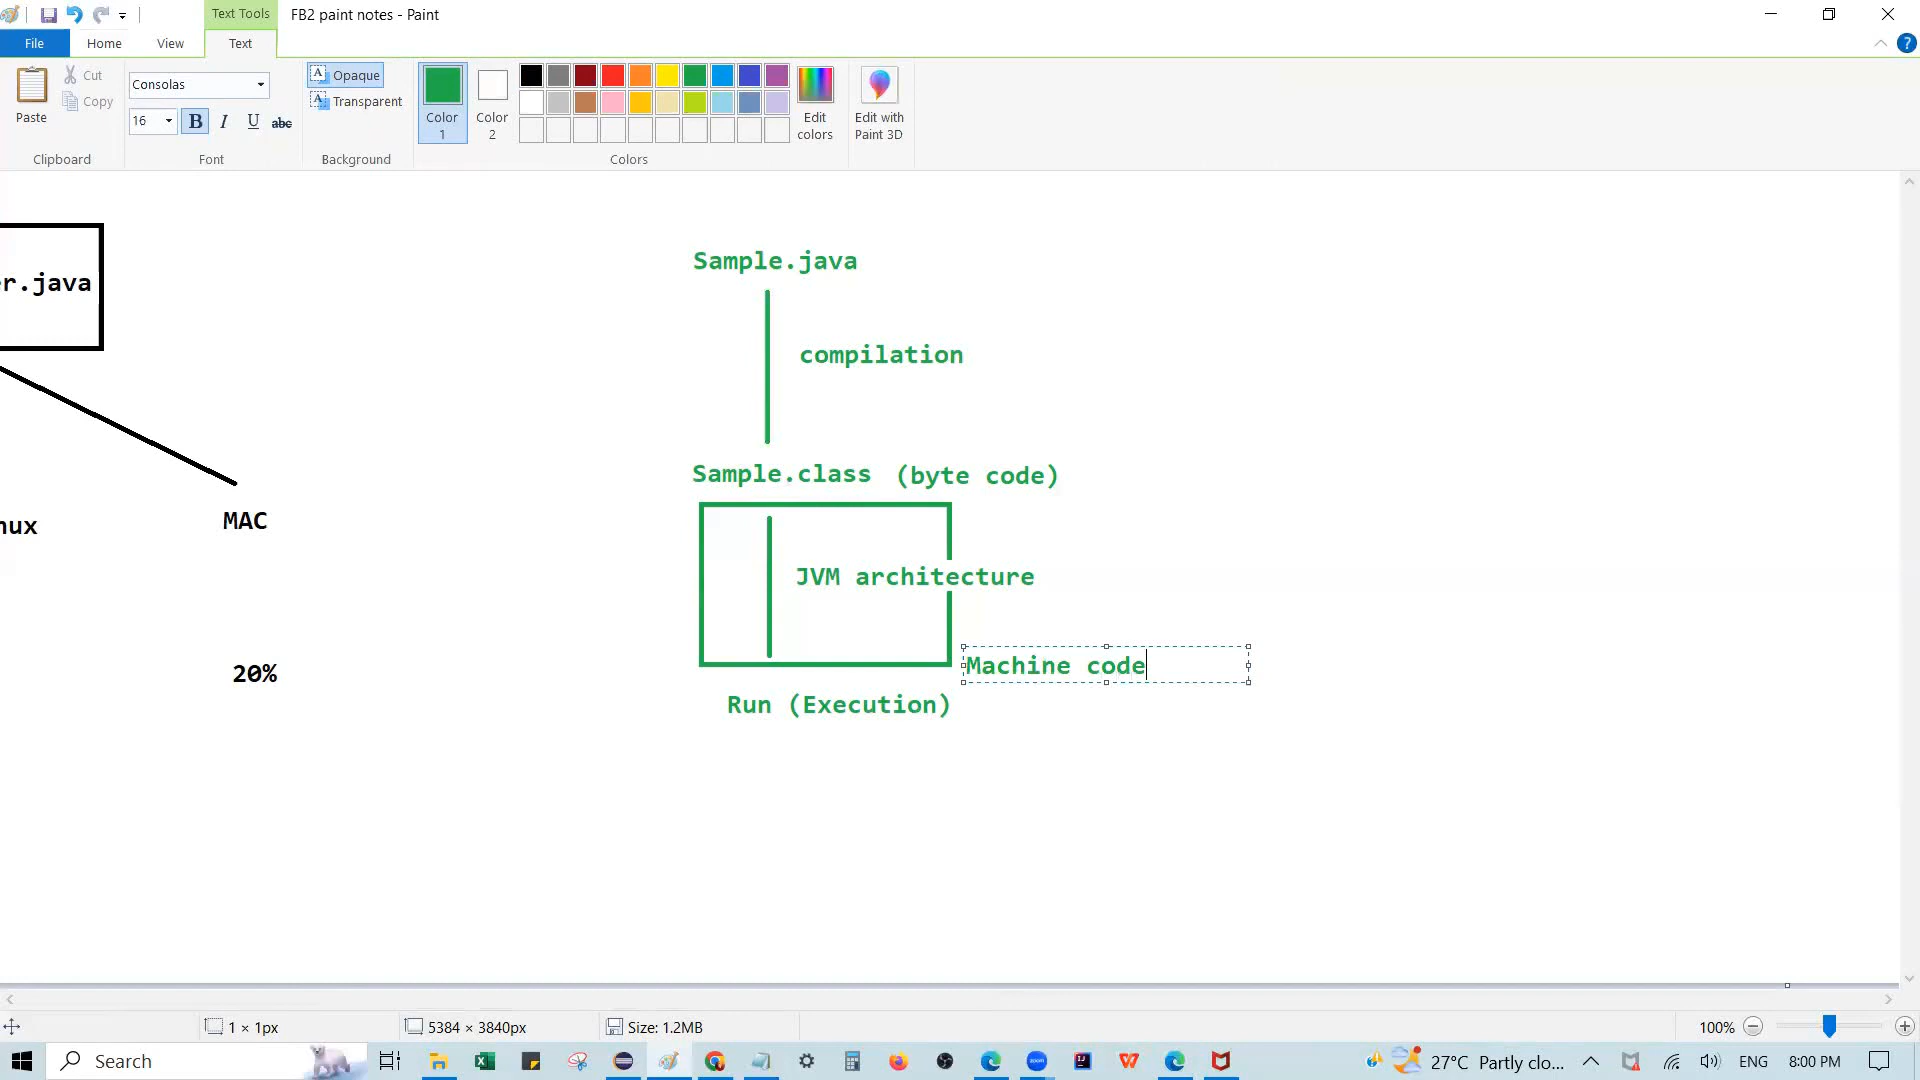 Text Tools
FB2 paint notes - Paint
File
Home
View
Text
Paste
Cut
Copy
Clipboard
Consolas
16
B
I
U
abc
Font
A Opaque
A Transparent
Background
Color
1
Color
2
Edit
colors
Colors
Edit with
Paint 3D
er.java
nux
MAC
20%
Sample.java
compilation
Sample.class (byte code)
JVM architecture
Machine code
Run (Execution)
1 × 1px
5384 × 3840px
Size: 1.2MB
100%
Search
27°C Partly clo...
ENG
8:00 PM